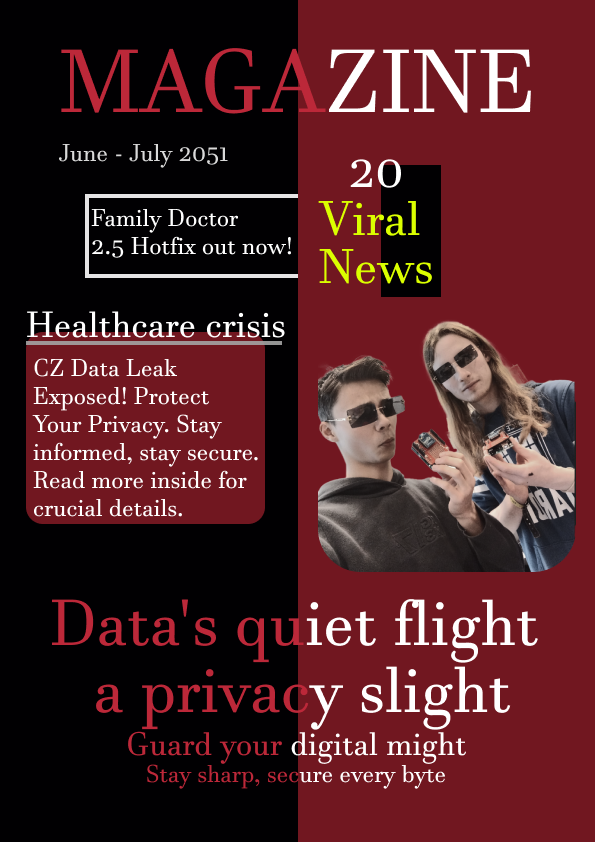 MAGAZINE
June - July 2051
20
Viral
News
Family Doctor
2.5 Hotfix out now!
Healthcare crisis
CZ Data Leak
Exposed! Protect
Your Privacy. Stay
informed, stay secure.
Read more inside for
crucial details.
Data's quiet flight
a privacy slight
Guard your digital might
Stay sharp, secure every byte